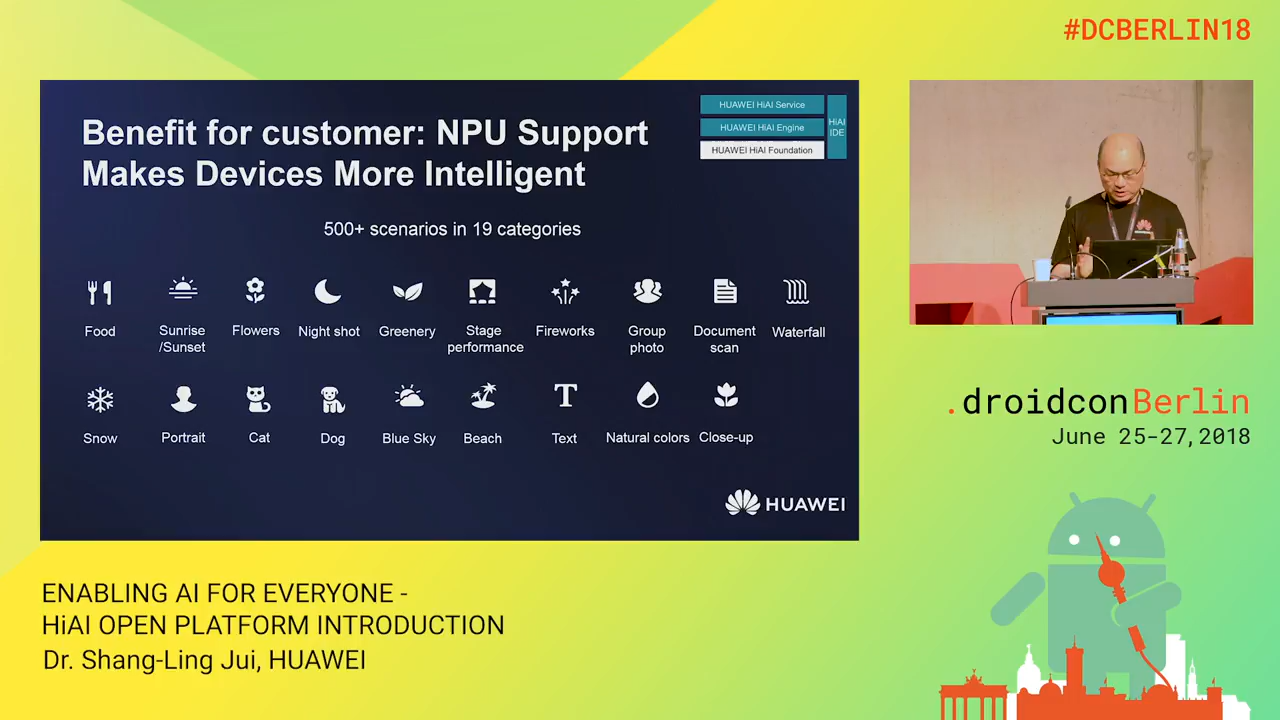 #DCBERLIN18
Benefit for customer: NPU Support
Makes Devices More Intelligent
HUAWEI HiAI Service
HUAWEI HiAI Engine
HUAWEI HiAI Foundation
HiAI
IDE
500+ scenarios in 19 categories
Food
Sunrise
/Sunset
Flowers
Night shot
Greenery
Stage
performance
Fireworks
Group
photo
Document
scan
Waterfall
Snow
Portrait
Cat
Dog
Blue Sky
Beach
T
Text
Natural colors
Close-up
HUAWEI
.droidconBerlin
June 25-27,2018
ENABLING AI FOR EVERYONE -
HiAI OPEN PLATFORM INTRODUCTION
Dr. Shang-Ling Jui, HUAWEI